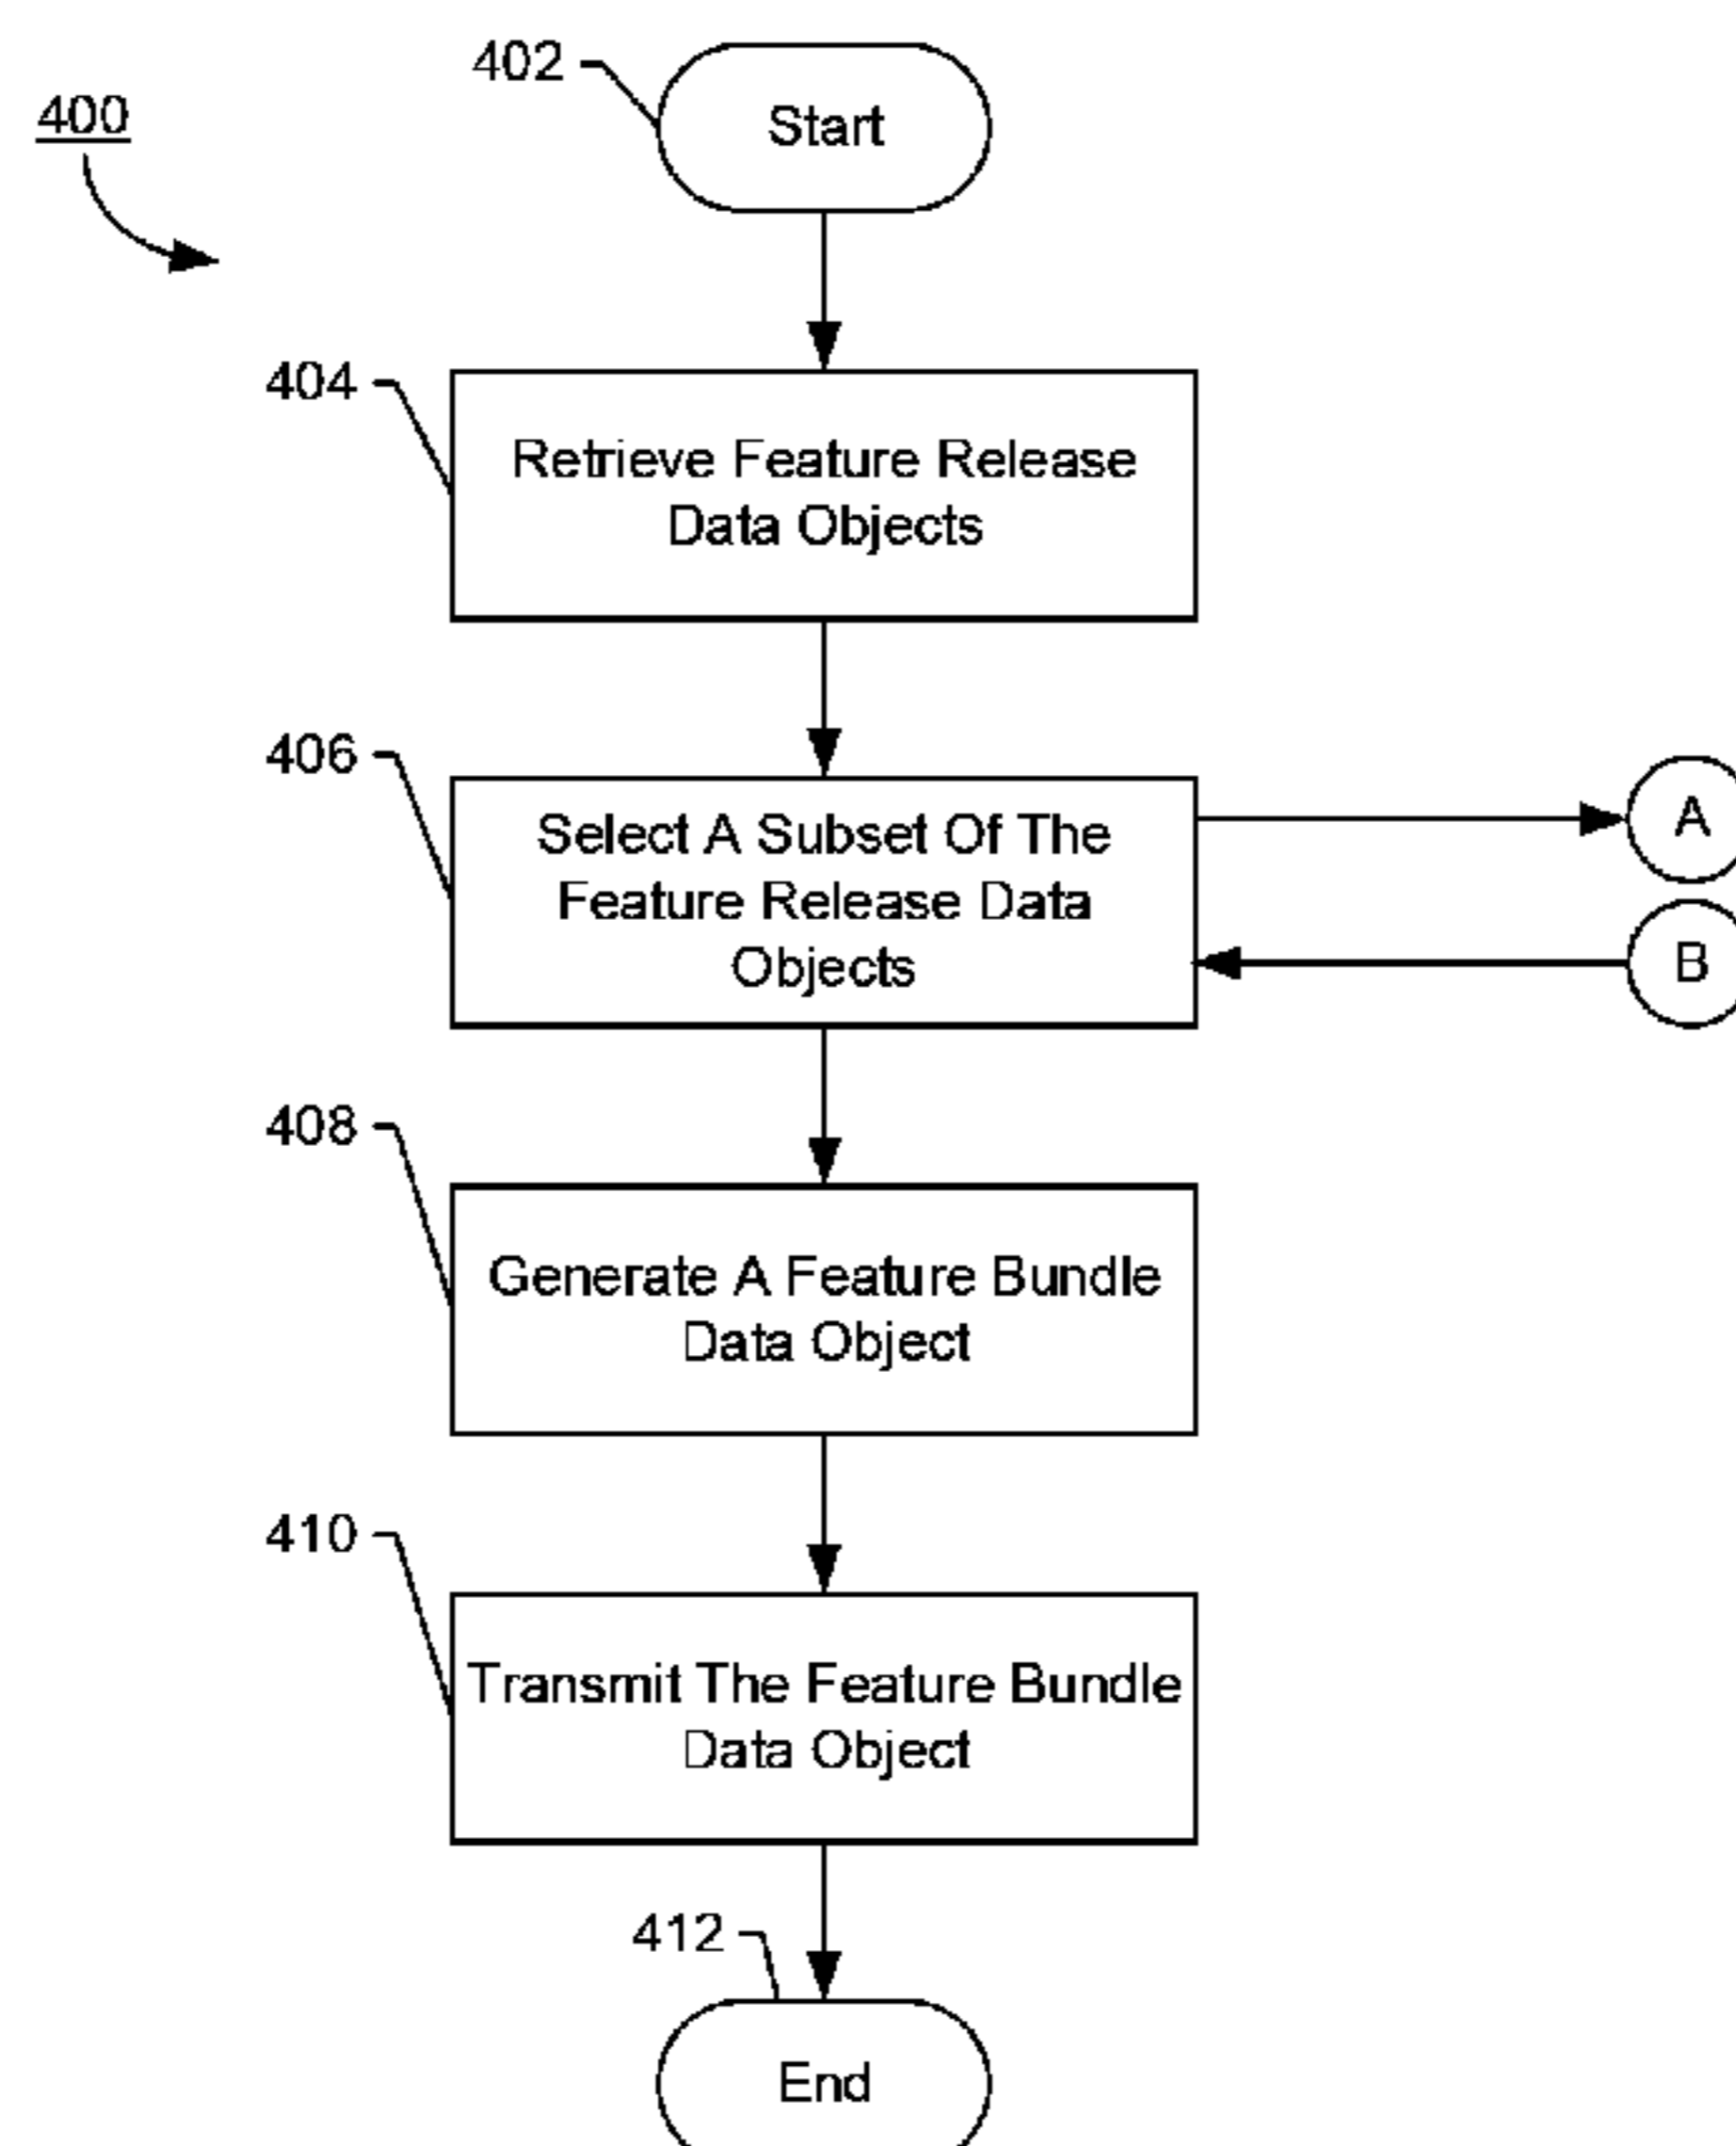 402
Start
400
404
Retrieve Feature Release
Data Objects
406
Select A Subset Of The
Feature Release Data
Objects
A
B
408
Generate A Feature Bundle
Data Object
410
Transmit The Feature Bundle
Data Object
412
End